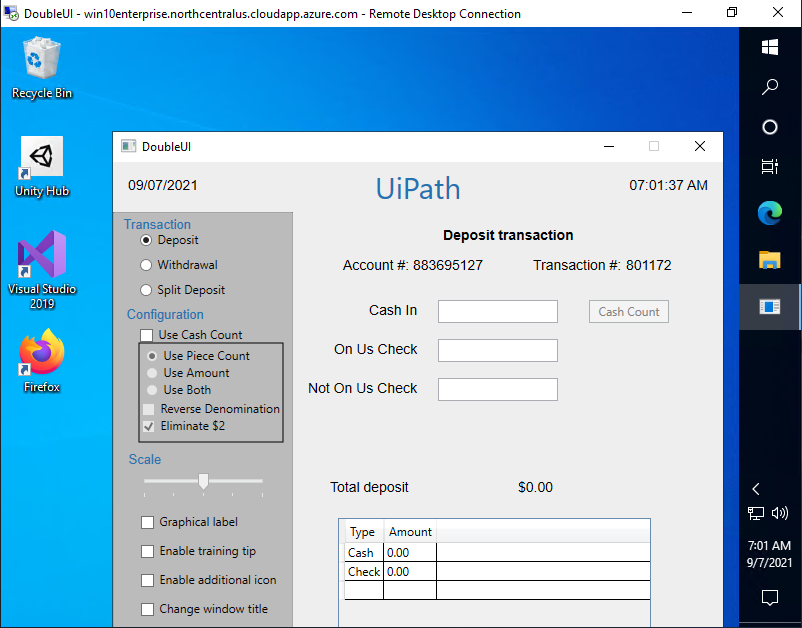 DoubleUI - win10enterprise.northcentralus.cloudapp.azure.com - Remote Desktop Connection
Recycle Bin
Unity Hub
Visual Studio
2019
Firefox
DoubleUI
09/07/2021
UiPath
07:01:37 AM
Transaction
Deposit
Withdrawal
Split Deposit
Configuration
Use Cash Count
Use Piece Count
Use Amount
Use Both
Reverse Denomination
Eliminate $2
Scale
Graphical label
Enable training tip
Enable additional icon
Change window title
Deposit transaction
Account #: 883695127 Transaction #: 801172
Cash In Cash Count
On Us Check
Not On Us Check
Total deposit $0.00
Type Amount
Cash 0.00
Check 0.00
7:01 AM
9/7/2021